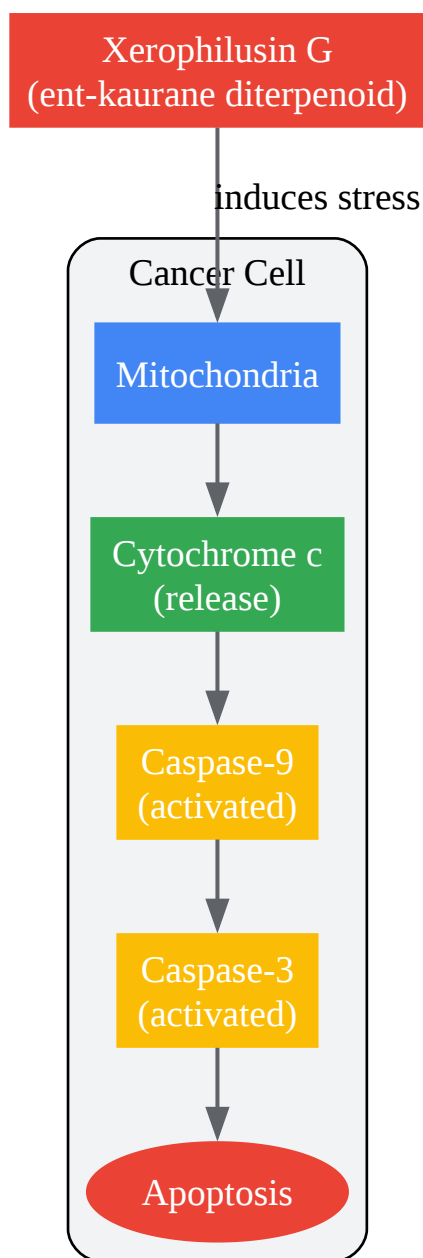 Xerophilusin G
(ent-kaurane diterpenoid)
induces stress
Cancer Cell
Mitochondria
Cytochrome c
(release)
Caspase-9
(activated)
Caspase-3
(activated)
Apoptosis